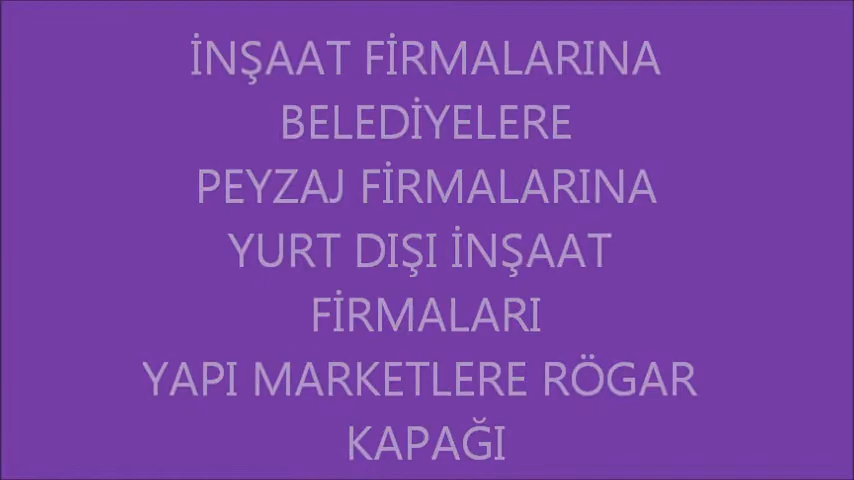 İNŞAAT FİRMALARINA
BELEDİYELERE
PEYZAJ FİRMALARINA
YURT DIŞI İNŞAAT
FİRMALARI
YAPI MARKETLERE RÖGAR
KAPAĞI